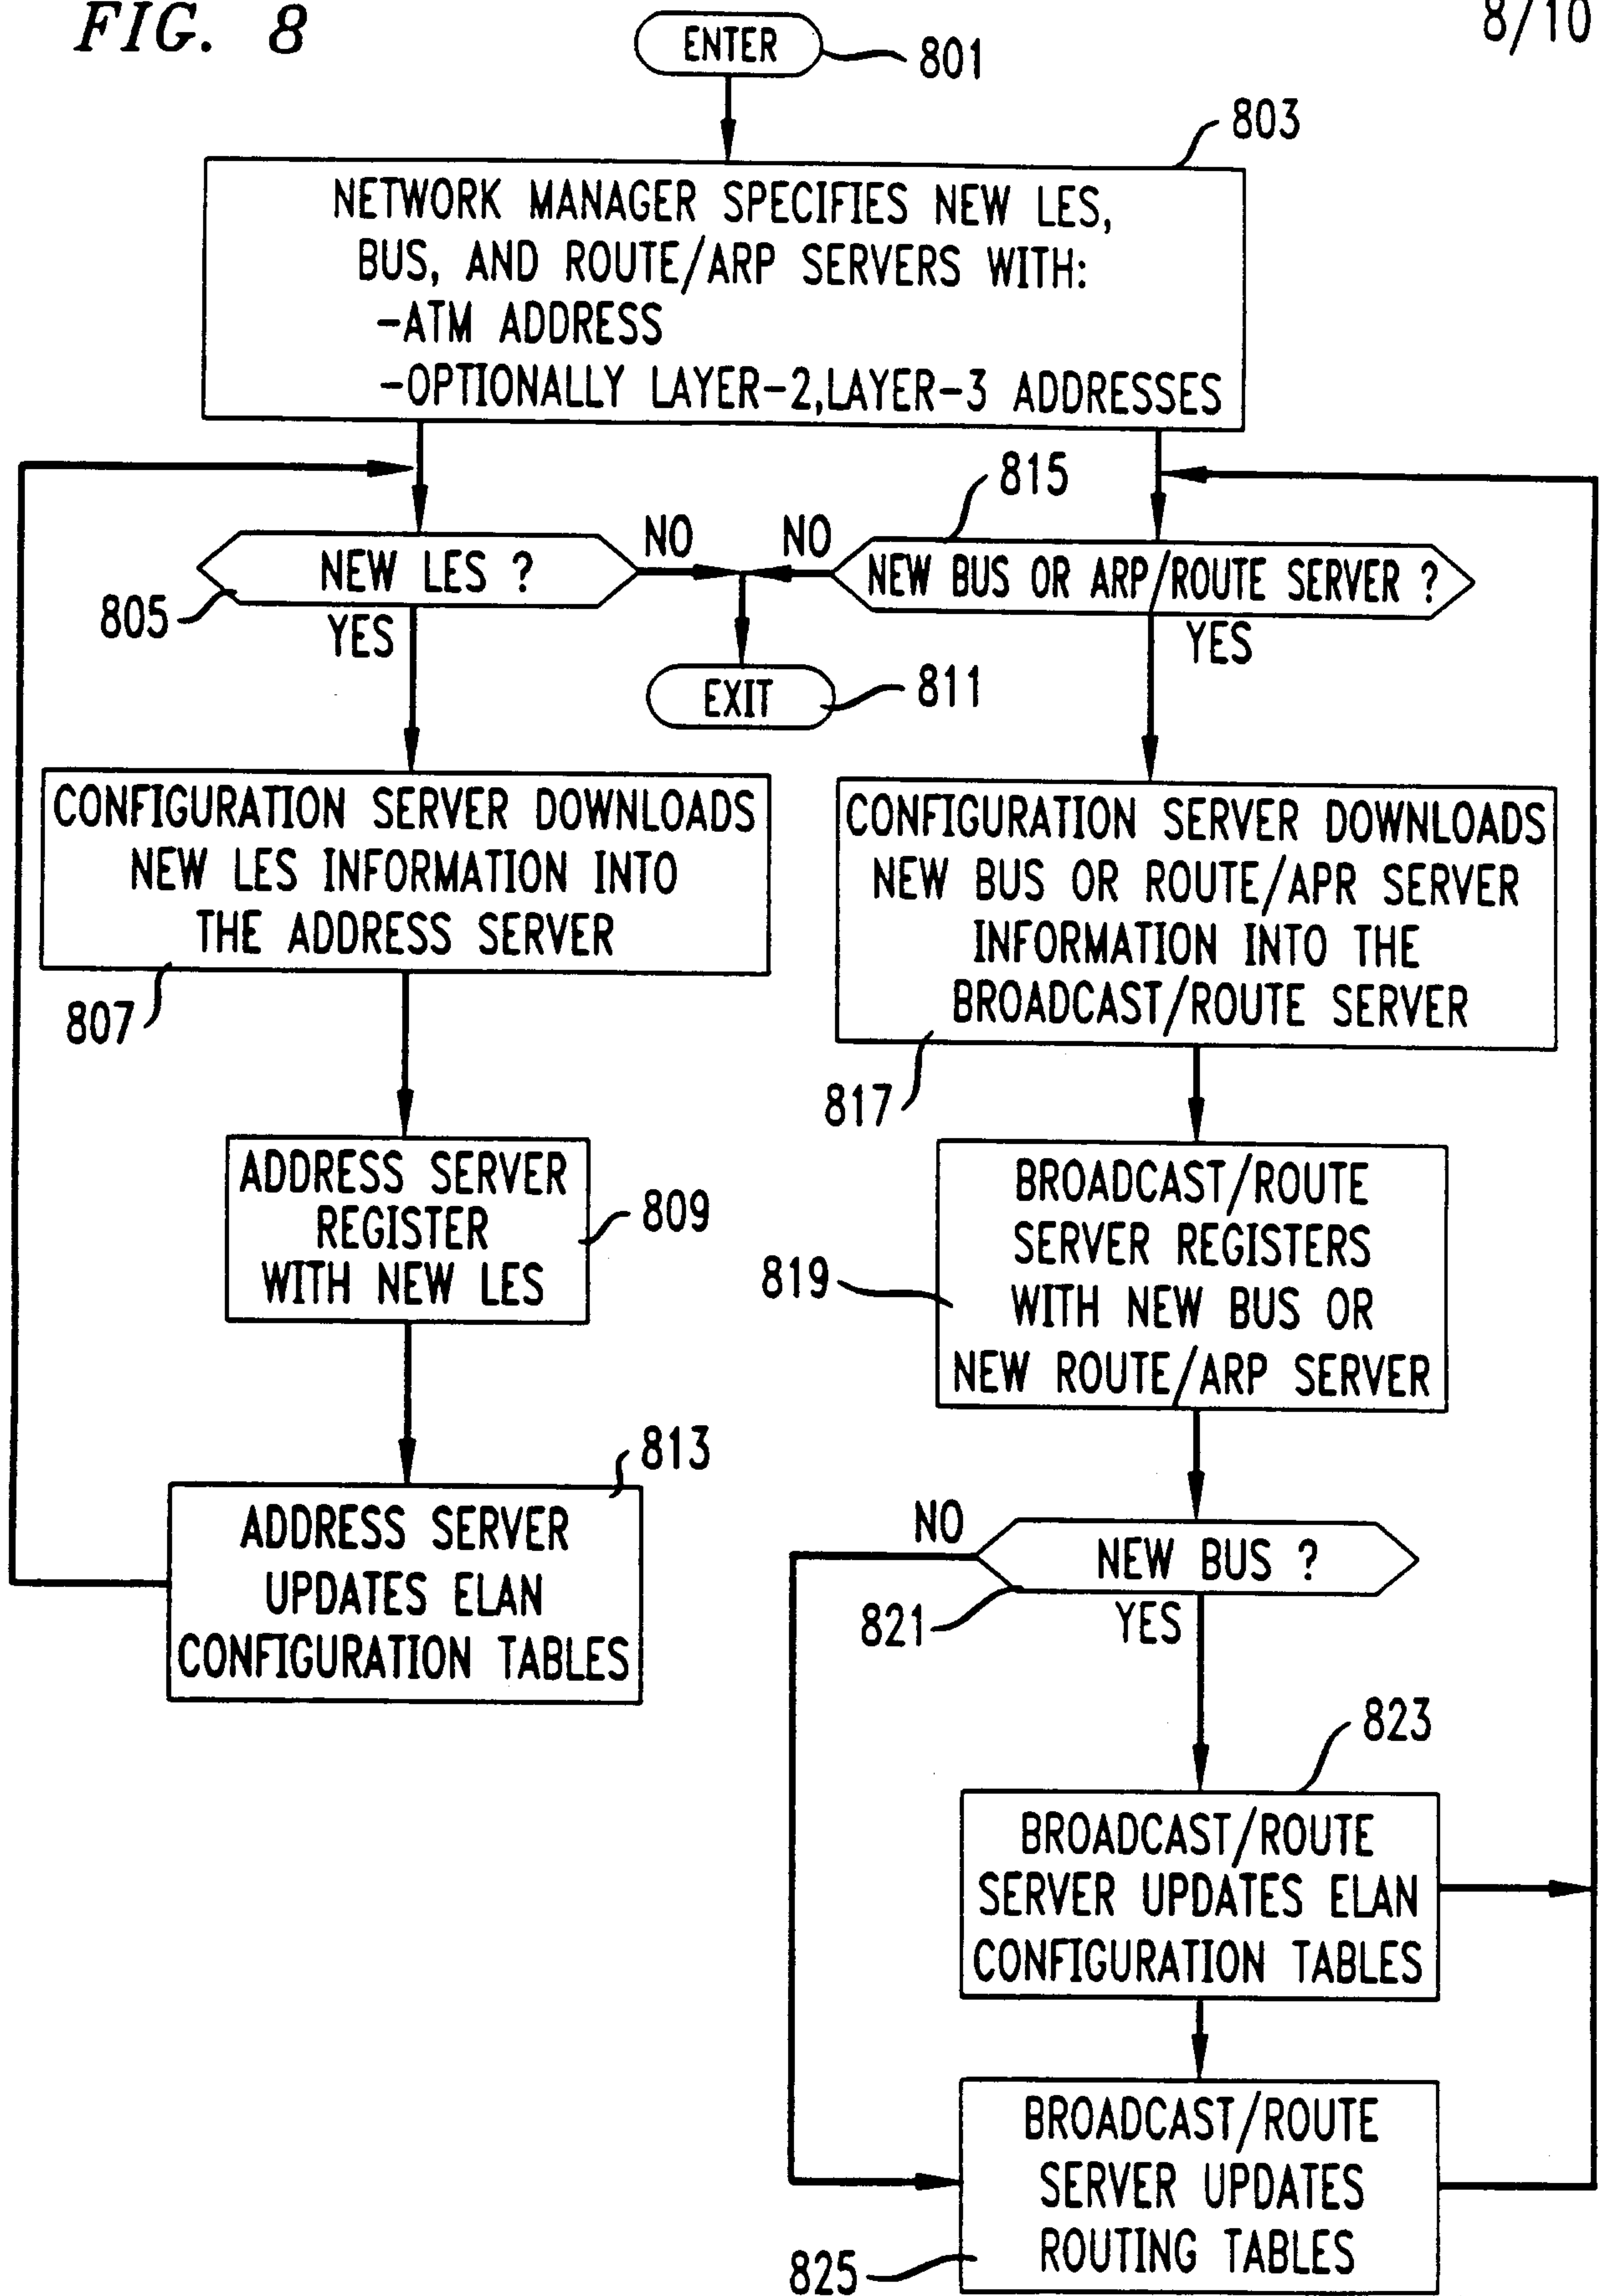 FIG. 8
8/10
ENTER
801
803
NETWORK MANAGER SPECIFIES NEW LES,
BUS, AND ROUTE/ARP SERVERS WITH:
-ATM ADDRESS
-OPTIONALLY LAYER-2,LAYER-3 ADDRESSES
815
NEW LES ?
NO
NO
NEW BUS OR ARP/ROUTE SERVER ?
805
YES
YES
EXIT
811
CONFIGURATION SERVER DOWNLOADS
NEW LES INFORMATION INTO
THE ADDRESS SERVER
807
CONFIGURATION SERVER DOWNLOADS
NEW BUS OR ROUTE/APR SERVER
INFORMATION INTO THE
BROADCAST/ROUTE SERVER
817
ADDRESS SERVER
REGISTER
WITH NEW LES
809
BROADCAST/ROUTE
SERVER REGISTERS
WITH NEW BUS OR
NEW ROUTE/ARP SERVER
819
813
ADDRESS SERVER
UPDATES ELAN
CONFIGURATION TABLES
NO
NEW BUS ?
821
YES
823
BROADCAST/ROUTE
SERVER UPDATES ELAN
CONFIGURATION TABLES
BROADCAST/ROUTE
SERVER UPDATES
ROUTING TABLES
825